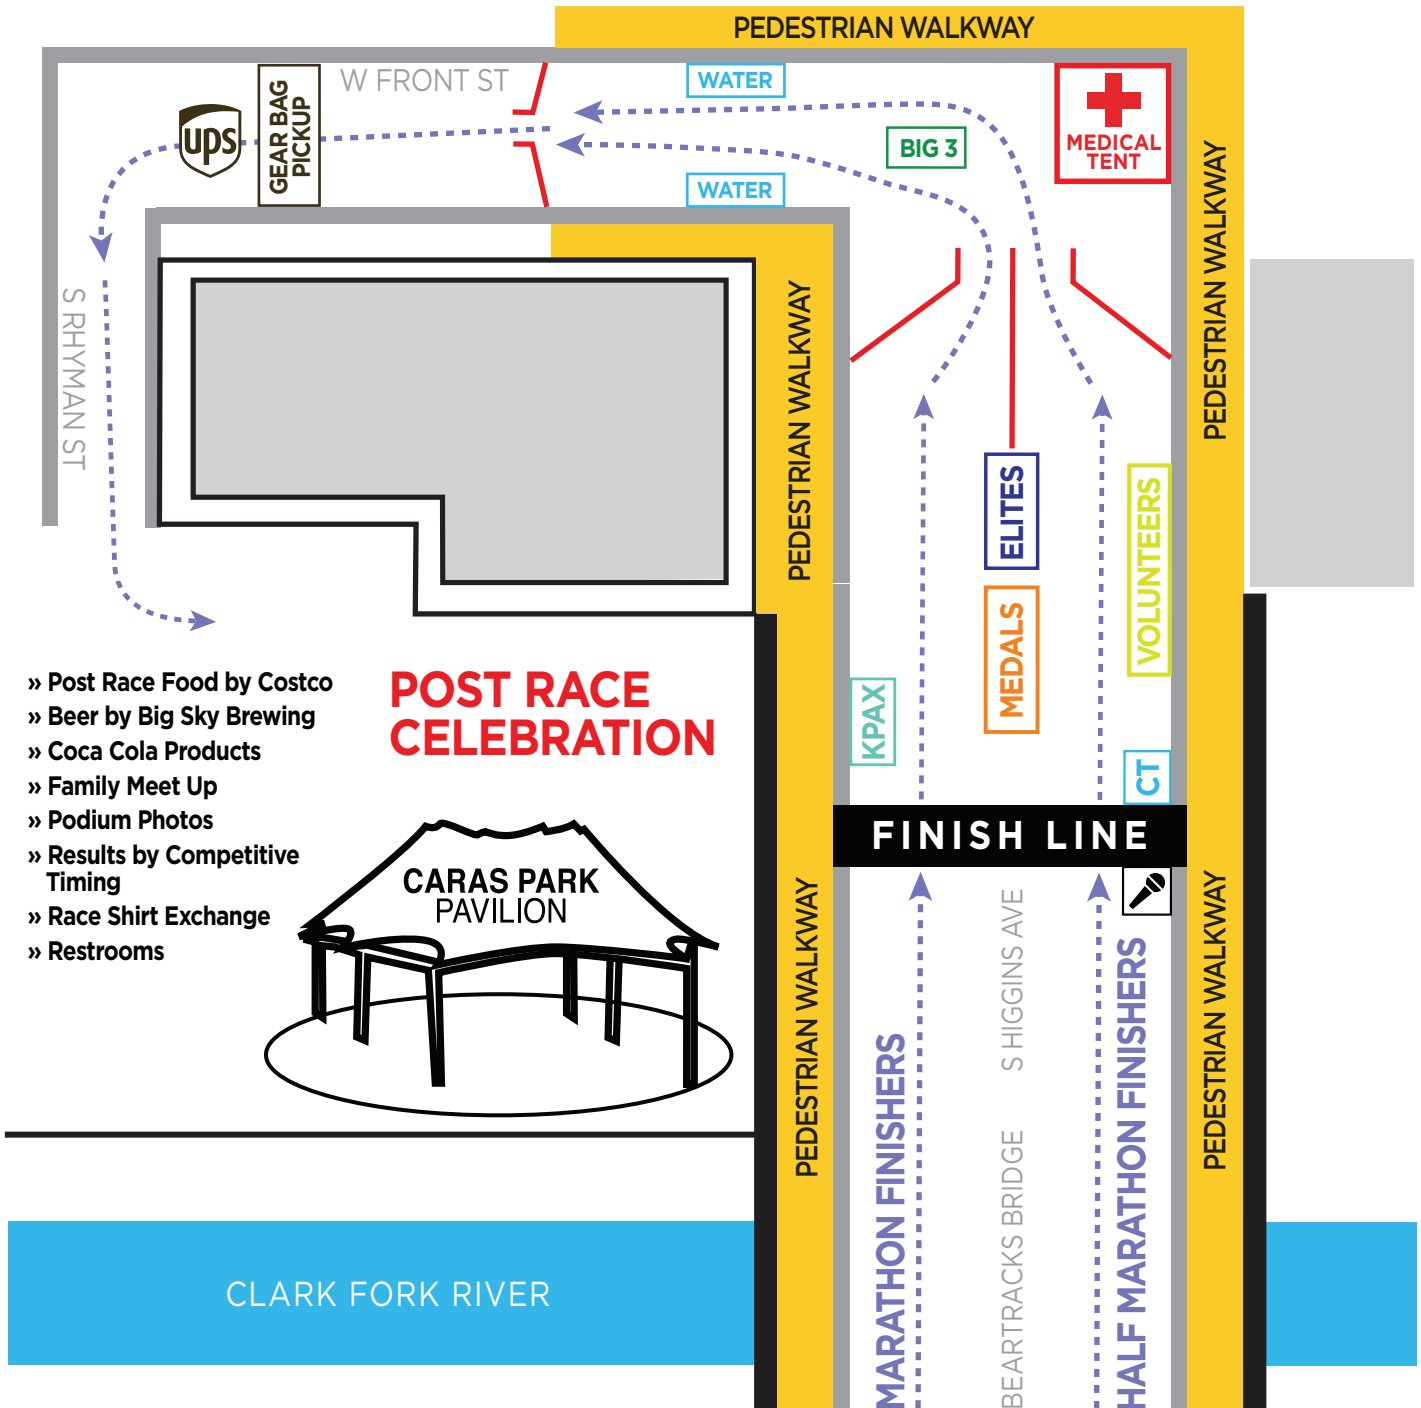 PEDESTRIAN WALKWAY
W FRONT ST
WATER
ups
GEAR BAG
PICKUP
BIG 3
MEDICAL
TENT
WATER
PEDESTRIAN WALKWAY
S RHYMAN ST
PEDESTRIAN WALKWAY
ELITES
VOLUNTEERS
MEDALS
KPAX
CT
» Post Race Food by Costco
» Beer by Big Sky Brewing
» Coca Cola Products
» Family Meet Up
» Podium Photos
» Results by Competitive
Timing
» Race Shirt Exchange
» Restrooms
POST RACE
CELEBRATION
CARAS PARK
PAVILION
FINISH LINE
PEDESTRIAN WALKWAY
MARATHON FINISHERS
S HIGGINS AVE
BEARTRACKS BRIDGE
HALF MARATHON FINISHERS
PEDESTRIAN WALKWAY
CLARK FORK RIVER